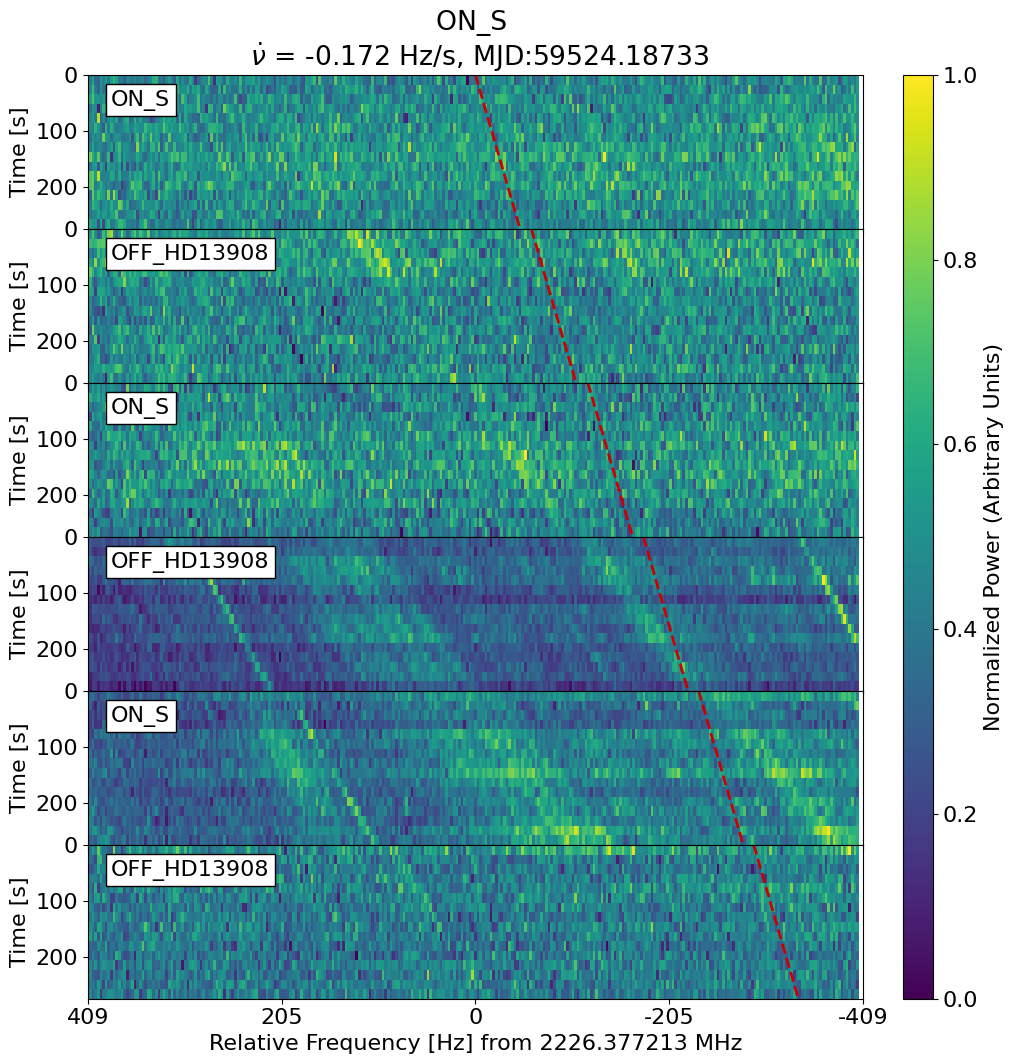 ON_S
ν̇ = -0.172 Hz/s, MJD:59524.18733
0
100
200
Time [s]
ON_S
0
100
200
Time [s]
OFF_HD13908
0
100
200
Time [s]
ON_S
0
100
200
Time [s]
OFF_HD13908
0
100
200
Time [s]
ON_S
0
100
200
Time [s]
OFF_HD13908
409 205 0 -205 -409
Relative Frequency [Hz] from 2226.377213 MHz
1.0
0.8
0.6
0.4
0.2
0.0
Normalized Power (Arbitrary Units)